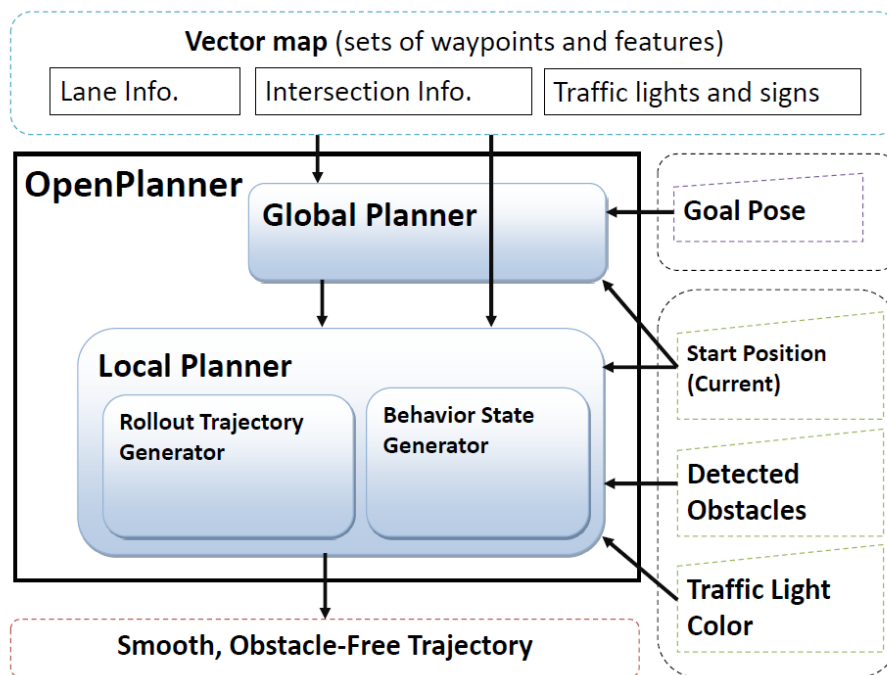 Vector map (sets of waypoints and features)
Lane Info.
Intersection Info.
Traffic lights and signs
OpenPlanner
Global Planner
Goal Pose
Local Planner
Rollout Trajectory
Generator
Behavior State
Generator
Start Position
(Current)
Detected
Obstacles
Traffic Light
Color
Smooth, Obstacle-Free Trajectory